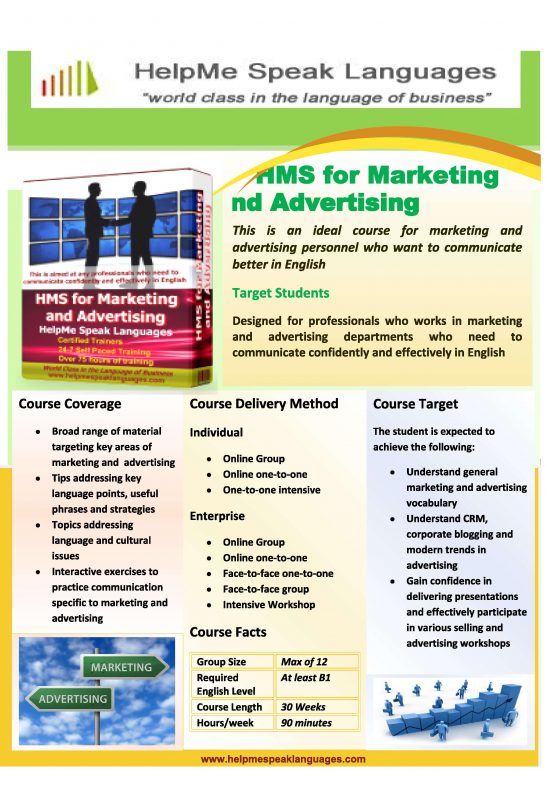 HelpMe Speak Languages
"world class in the language of business"
HMS for Marketing
nd Advertising
This is an ideal course for marketing and
advertising personnel who want to communicate
better in English
Target Students
Designed for professionals who works in marketing
and advertising departments who need to
communicate confidently and effectively in English
This is aimed at any professionals who need to
communicate confidently and effectively in English
HMS for Marketing
and Advertising
HelpMe Speak Languages
Certified Trainers
24-7 Self Paced Training
Over 75 hours of training
World Class in the Language of Business
www.helpmespeaklanguages.com
HMS for Marketing
and Advertising
Course Coverage
• Broad range of material
targeting key areas of
marketing and advertising
• Tips addressing key
language points, useful
phrases and strategies
• Topics addressing
language and cultural
issues
• Interactive exercises to
practice communication
specific to marketing and
advertising
MARKETING
ADVERTISING
Course Delivery Method
Individual
• Online Group
• Online one-to-one
• One-to-one intensive
Enterprise
• Online Group
• Online one-to-one
• Face-to-face one-to-one
• Face-to-face group
• Intensive Workshop
Course Facts
Group Size Max of 12
Required At least B1
English Level
Course Length 30 Weeks
Hours/week 90 minutes
Course Target
The student is expected to
achieve the following:
• Understand general
marketing and advertising
vocabulary
• Understand CRM,
corporate blogging and
modern trends in
advertising
• Gain confidence in
delivering presentations
and effectively participate
in various selling and
advertising workshops
www.helpmespeaklanguages.com